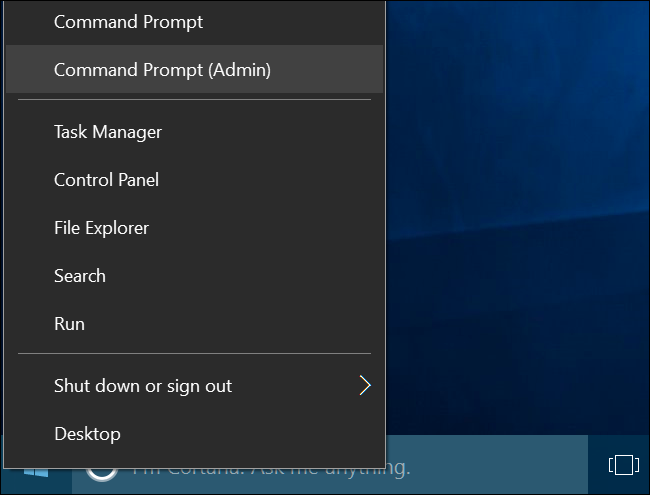 Command Prompt
Command Prompt (Admin)
Task Manager
Control Panel
File Explorer
Search
Run
Shut down or sign out
Desktop
I'm Cortana. Ask me anything.